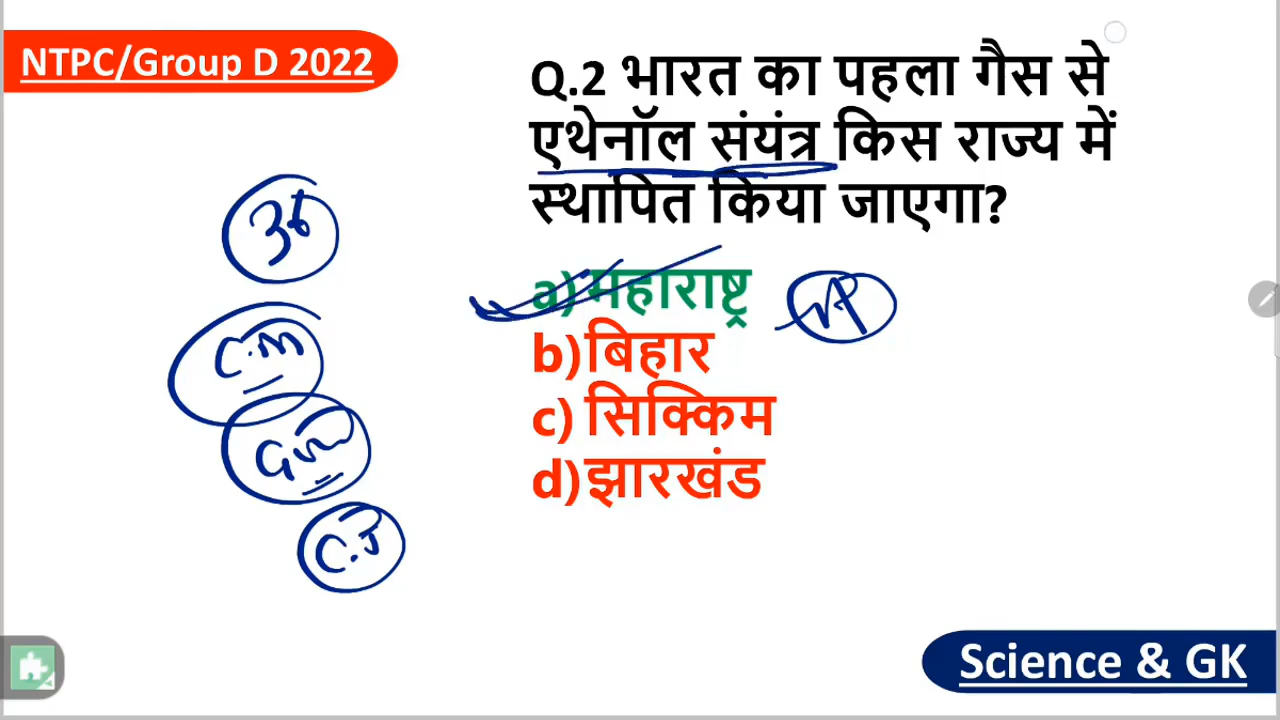 NTPC/Group D 2022
Q.2 भारत का पहला गैस से
एथेनॉल संयंत्र किस राज्य में
स्थापित किया जाएगा?
a) महाराष्ट्र
b) बिहार
c) सिक्किम
d) झारखंड
C.M
C.J
Science & GK